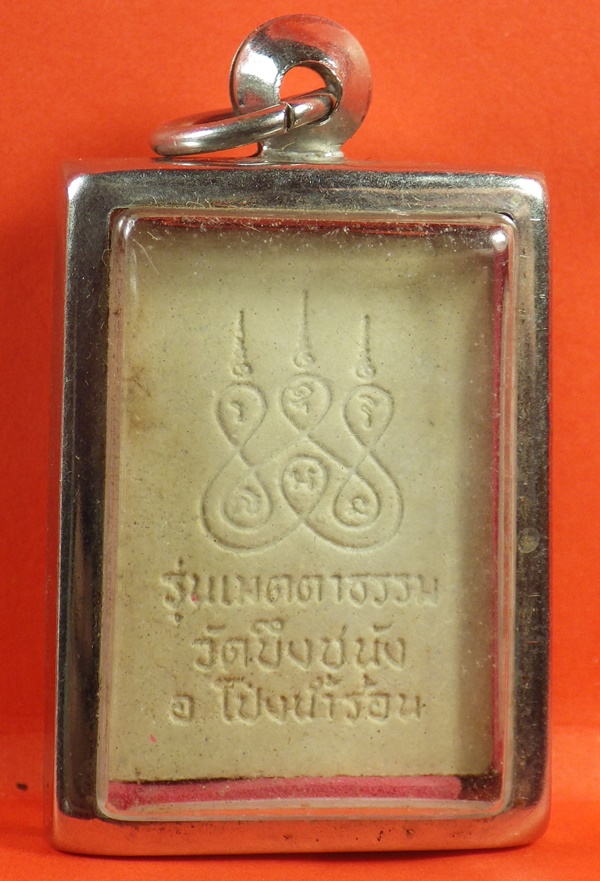 รุ่นเมตตาธรรม
วัดบึงชนัง
อ โป่งน้ำร้อน